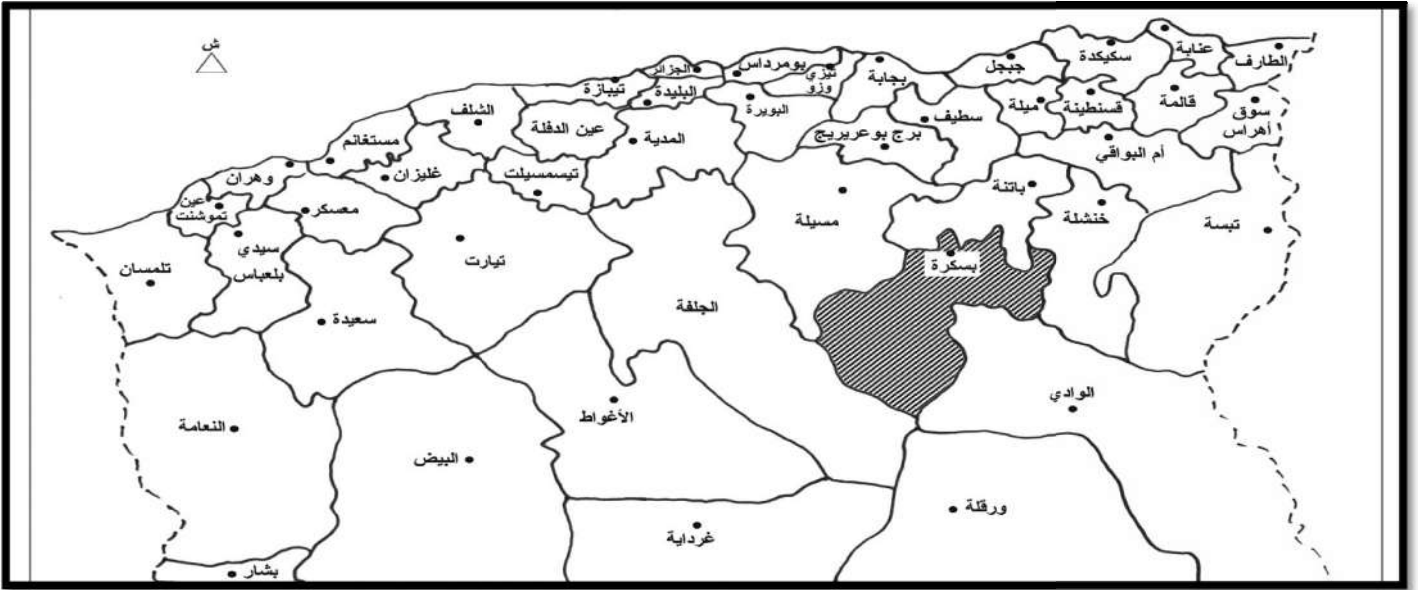 ش
عنابة
الطارف
سكيكدة
جيجل
بجاية
بومرداس
تيزي
وزو
الجزائر
تيبازة
البليدة
البويرة
قالمة
سوق
أهراس
قسنطينة
ميلة
سطيف
برج بوعريريج
أم البواقي
المدية
عين الدفلة
الشلف
مستغانم
غليزان
تيسمسيلت
وهران
عين
تموشنت
معسكر
سيدي
بلعباس
تلمسان
سعيدة
تيارت
الجلفة
مسيلة
باتنة
خنشلة
تبسة
بسكرة
الوادي
الأغواط
البيض
النعامة
ورقلة
غرداية
بشار